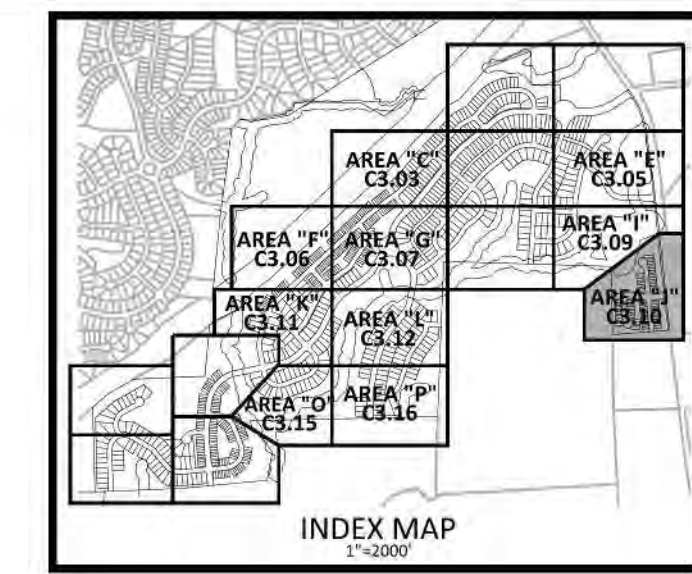 AREA "C"
C3.03
AREA "E"
C3.05
AREA "F"
C3.06
AREA "G"
C3.07
AREA "I"
C3.09
AREA "J"
C3.10
AREA "K"
C3.11
AREA "L"
C3.12
AREA "O"
C3.15
AREA "P"
C3.16
INDEX MAP
1"=2000'